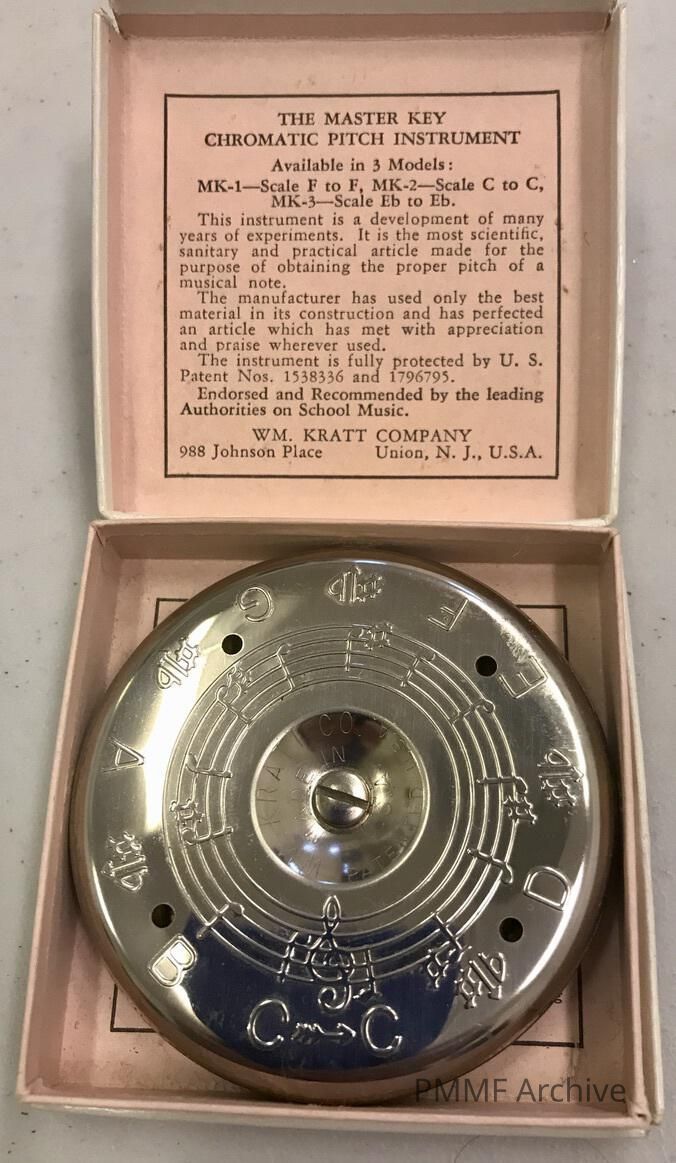 THE MASTER KEY
CHROMATIC PITCH INSTRUMENT
Available in 3 Models:
MK-1—Scale F to F, MK-2—Scale C to C,
MK-3—Scale Eb to Eb.
This instrument is a development of many
years of experiments. It is the most scientific,
sanitary and practical article made for the
purpose of obtaining the proper pitch of a
musical note.
The manufacturer has used only the best
material in its construction and has perfected
an article which has met with appreciation
and praise wherever used.
The instrument is fully protected by U. S.
Patent Nos. 1538336 and 1796795.
Endorsed and Recommended by the leading
Authorities on School Music.
WM. KRATT COMPANY
988 Johnson Place Union, N. J., U.S.A.
G
F
E
A
D
B
C C
CO.
IN
PMMF Archive